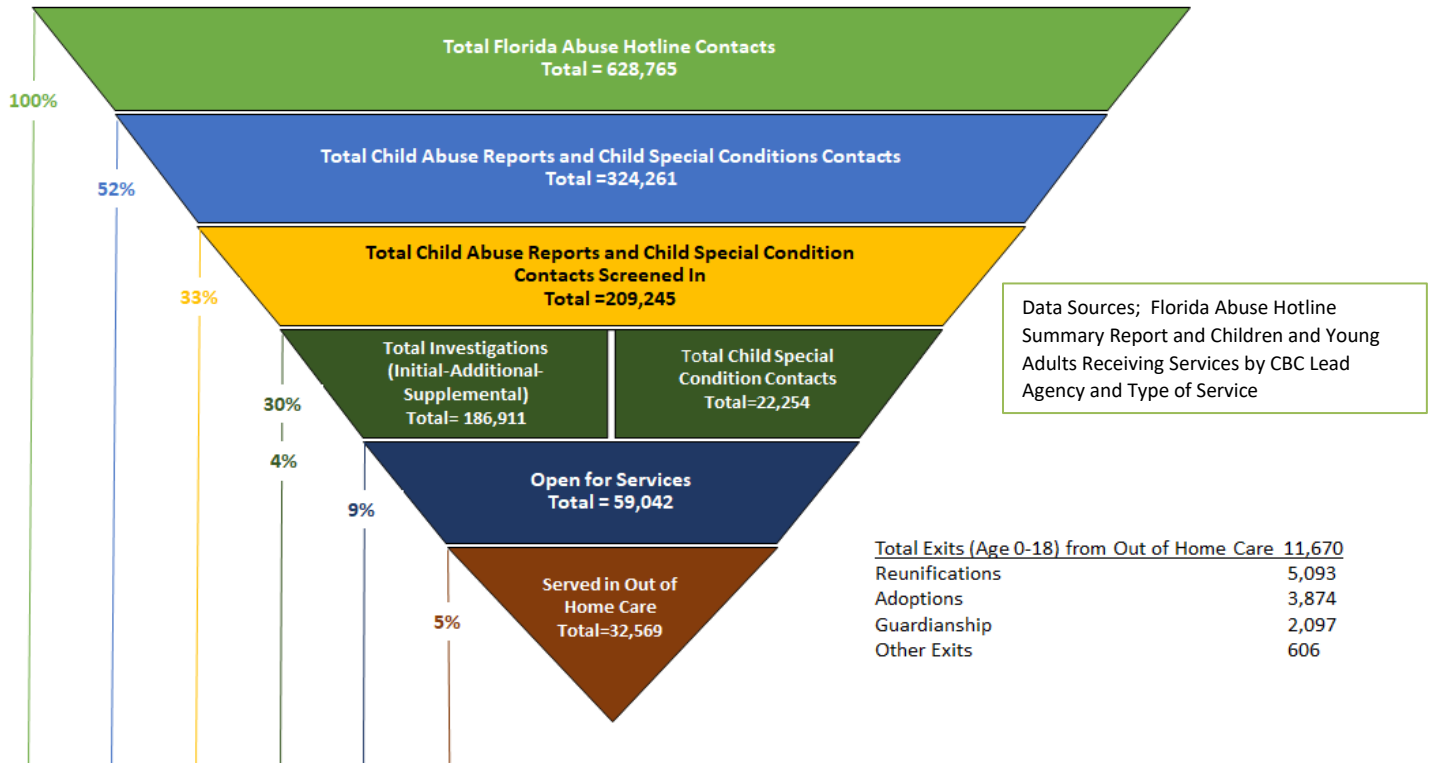 Total Florida Abuse Hotline Contacts
Total = 628,765
100%
Total Child Abuse Reports and Child Special Conditions Contacts
Total =324,261
52%
Total Child Abuse Reports and Child Special Condition
Contacts Screened In
Total =209,245
33%
Data Sources; Florida Abuse Hotline
Summary Report and Children and Young
Adults Receiving Services by CBC Lead
Agency and Type of Service
Total Investigations
(Initial-Additional-
Supplemental)
Total= 186,911
Total Child Special
Condition Contacts
Total=22,254
30%
4%
Open for Services
Total = 59,042
9%
Served in Out of
Home Care
Total=32,569
5%
Total Exits (Age 0-18) from Out of Home Care 11,670
Reunifications 5,093
Adoptions 3,874
Guardianship 2,097
Other Exits 606